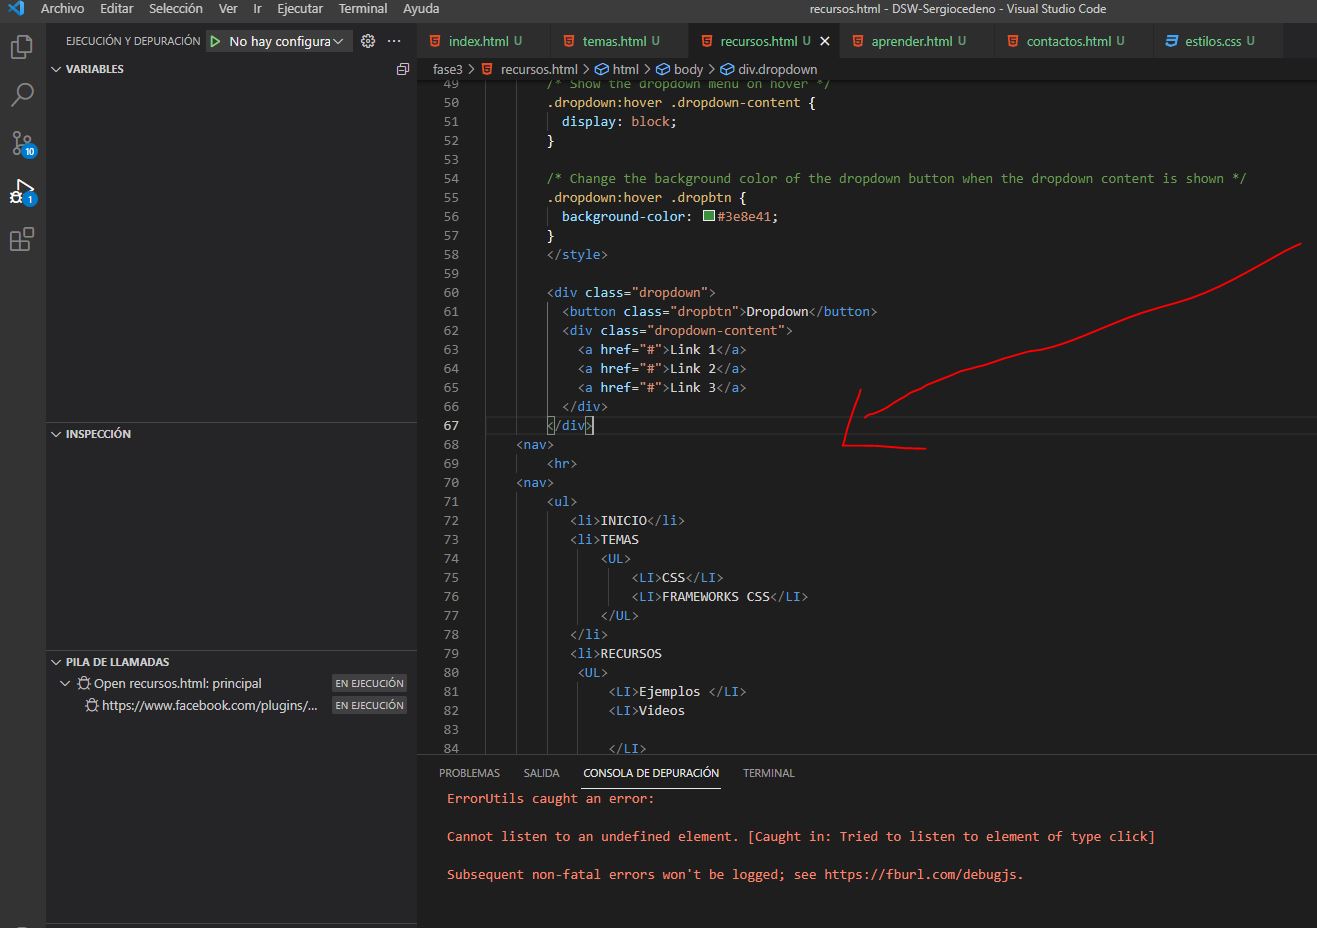 Archivo Editar Selección Ver Ir Ejecutar Terminal Ayuda
recursos.html - DSW-Sergiocedeno - Visual Studio Code
EJECUCIÓN Y DEPURACIÓN No hay configura
VARIABLES
INSPECCIÓN
PILA DE LLAMADAS
Open recursos.html: principal EN EJECUCIÓN
https://www.facebook.com/plugins/... EN EJECUCIÓN
10
1
index.html U temas.html U recursos.html U aprender.html U contactos.html U estilos.css U
fase3 > recursos.html > html > body > div.dropdown
49 /* Show the dropdown menu on hover */
50 .dropdown:hover .dropdown-content {
51 display: block;
52 }
53
54 /* Change the background color of the dropdown button when the dropdown content is shown */
55 .dropdown:hover .dropbtn {
56 background-color: #3e8e41;
57 }
58 </style>
59
60 <div class="dropdown">
61 <button class="dropbtn">Dropdown</button>
62 <div class="dropdown-content">
63 <a href="#">Link 1</a>
64 <a href="#">Link 2</a>
65 <a href="#">Link 3</a>
66 </div>
67 </div>
68 <nav>
69 <hr>
70 <nav>
71 <ul>
72 <li>INICIO</li>
73 <li>TEMAS
74 <UL>
75 <LI>CSS</LI>
76 <LI>FRAMEWORKS CSS</LI>
77 </UL>
78 </li>
79 <li>RECURSOS
80 <UL>
81 <LI>Ejemplos </LI>
82 <LI>Videos
83
84 </LI>
PROBLEMAS SALIDA CONSOLA DE DEPURACIÓN TERMINAL
ErrorUtils caught an error:
Cannot listen to an undefined element. [Caught in: Tried to listen to element of type click]
Subsequent non-fatal errors won't be logged; see https://fburl.com/debugjs.